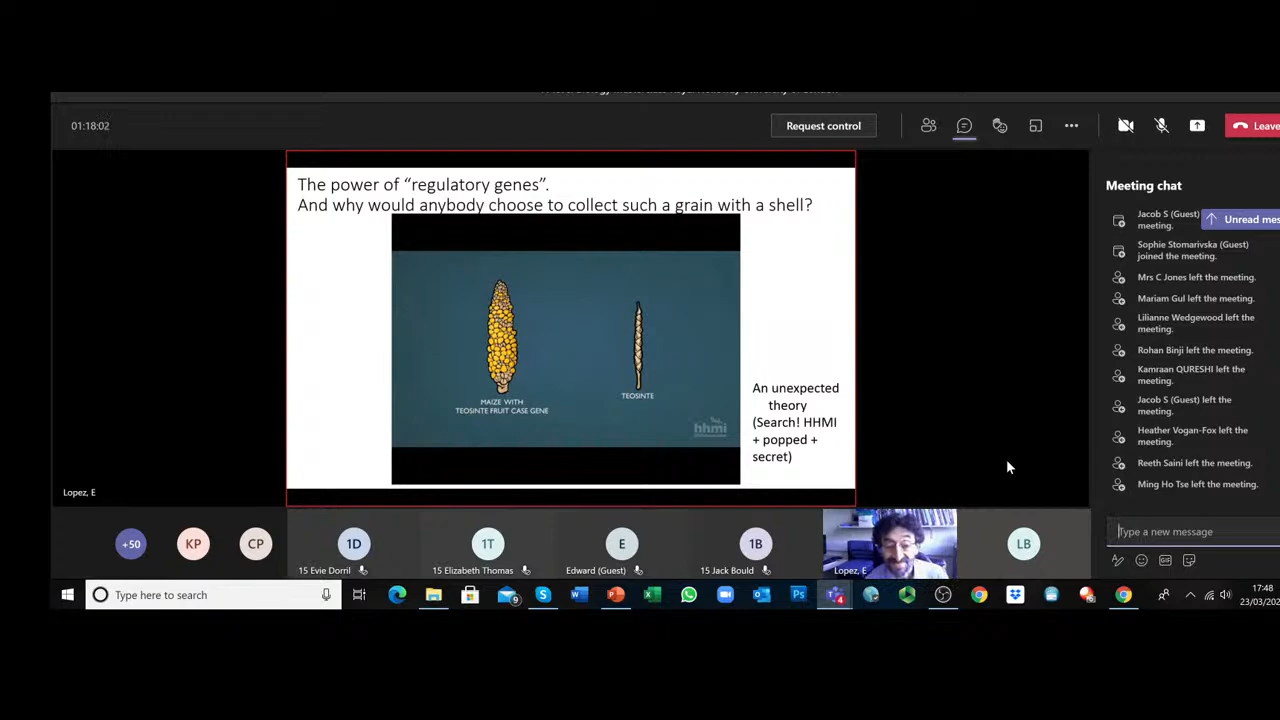 01:18:02
Request control
Leave
The power of “regulatory genes”.
And why would anybody choose to collect such a grain with a shell?
MAIZE WITH
TEOSINTE FRUIT CASE GENE
TEOSINTE
hhmi
An unexpected
theory
(Search! HHMI
+ popped +
secret)
Lopez, E
Meeting chat
Jacob S (Guest)
meeting.
Unread mes
Sophie Stomarivska (Guest)
joined the meeting.
Mrs C Jones left the meeting.
Mariam Gul left the meeting.
Lilianne Wedgewood left the
meeting.
Rohan Binji left the meeting.
Kamraan QURESHI left the
meeting.
Jacob S (Guest) left the
meeting.
Heather Vogan-Fox left the
meeting.
Reeth Saini left the meeting.
Ming Ho Tse left the meeting.
Type a new message
+50
KP
CP
1D
15 Evie Dorril
1T
15 Elizabeth Thomas
E
Edward (Guest)
1B
15 Jack Bould
Lopez, E
LB
Type here to search
17:48
23/03/202